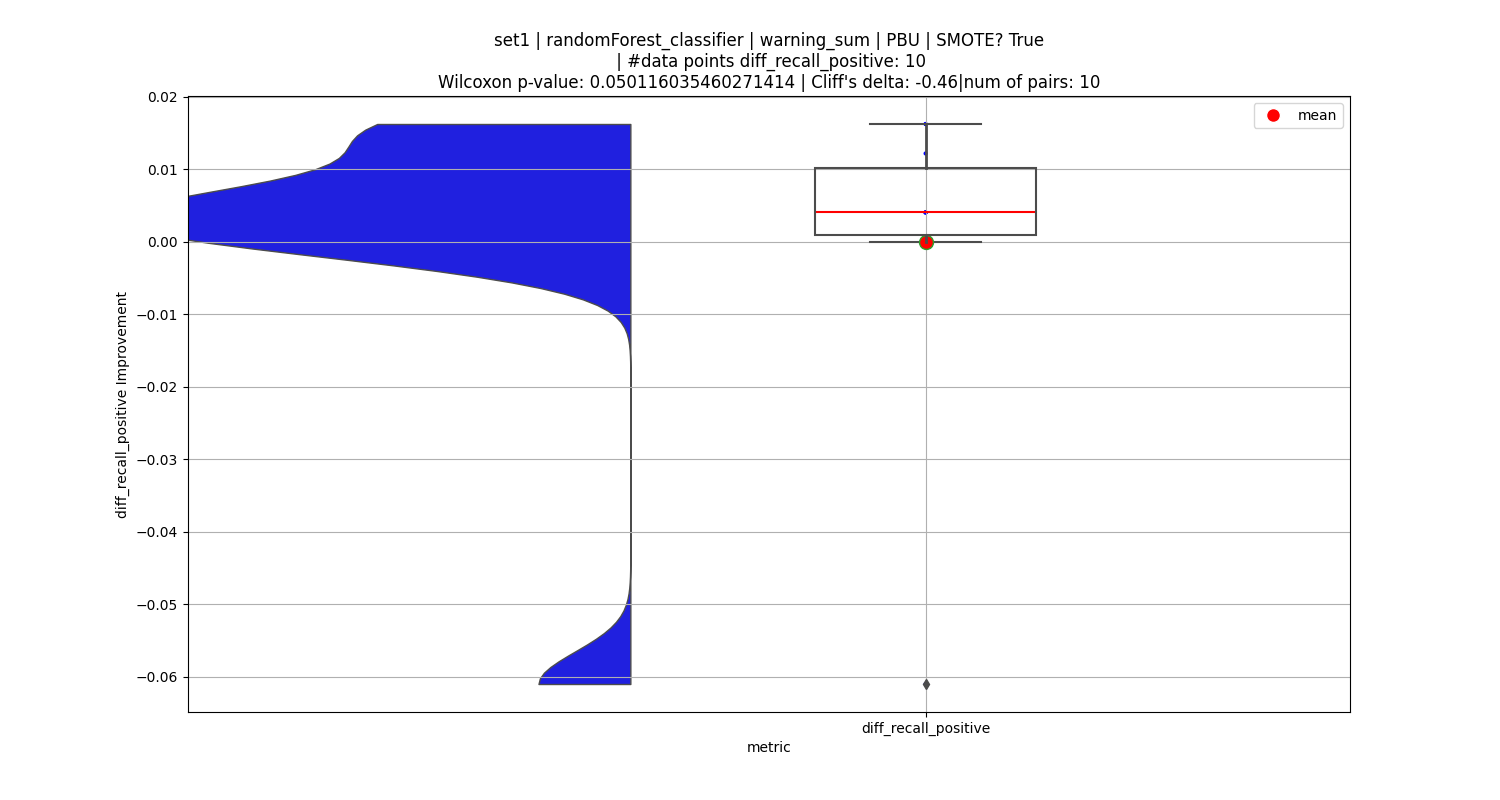 set1 | randomForest_classifier | warning_sum | PBU | SMOTE? True
| #data points diff_recall_positive: 10
Wilcoxon p-value: 0.050116035460271414 | Cliff's delta: -0.46|num of pairs: 10
mean
0.02
0.01
0.00
−0.01
−0.02
−0.03
−0.04
−0.05
−0.06
diff_recall_positive Improvement
diff_recall_positive
metric